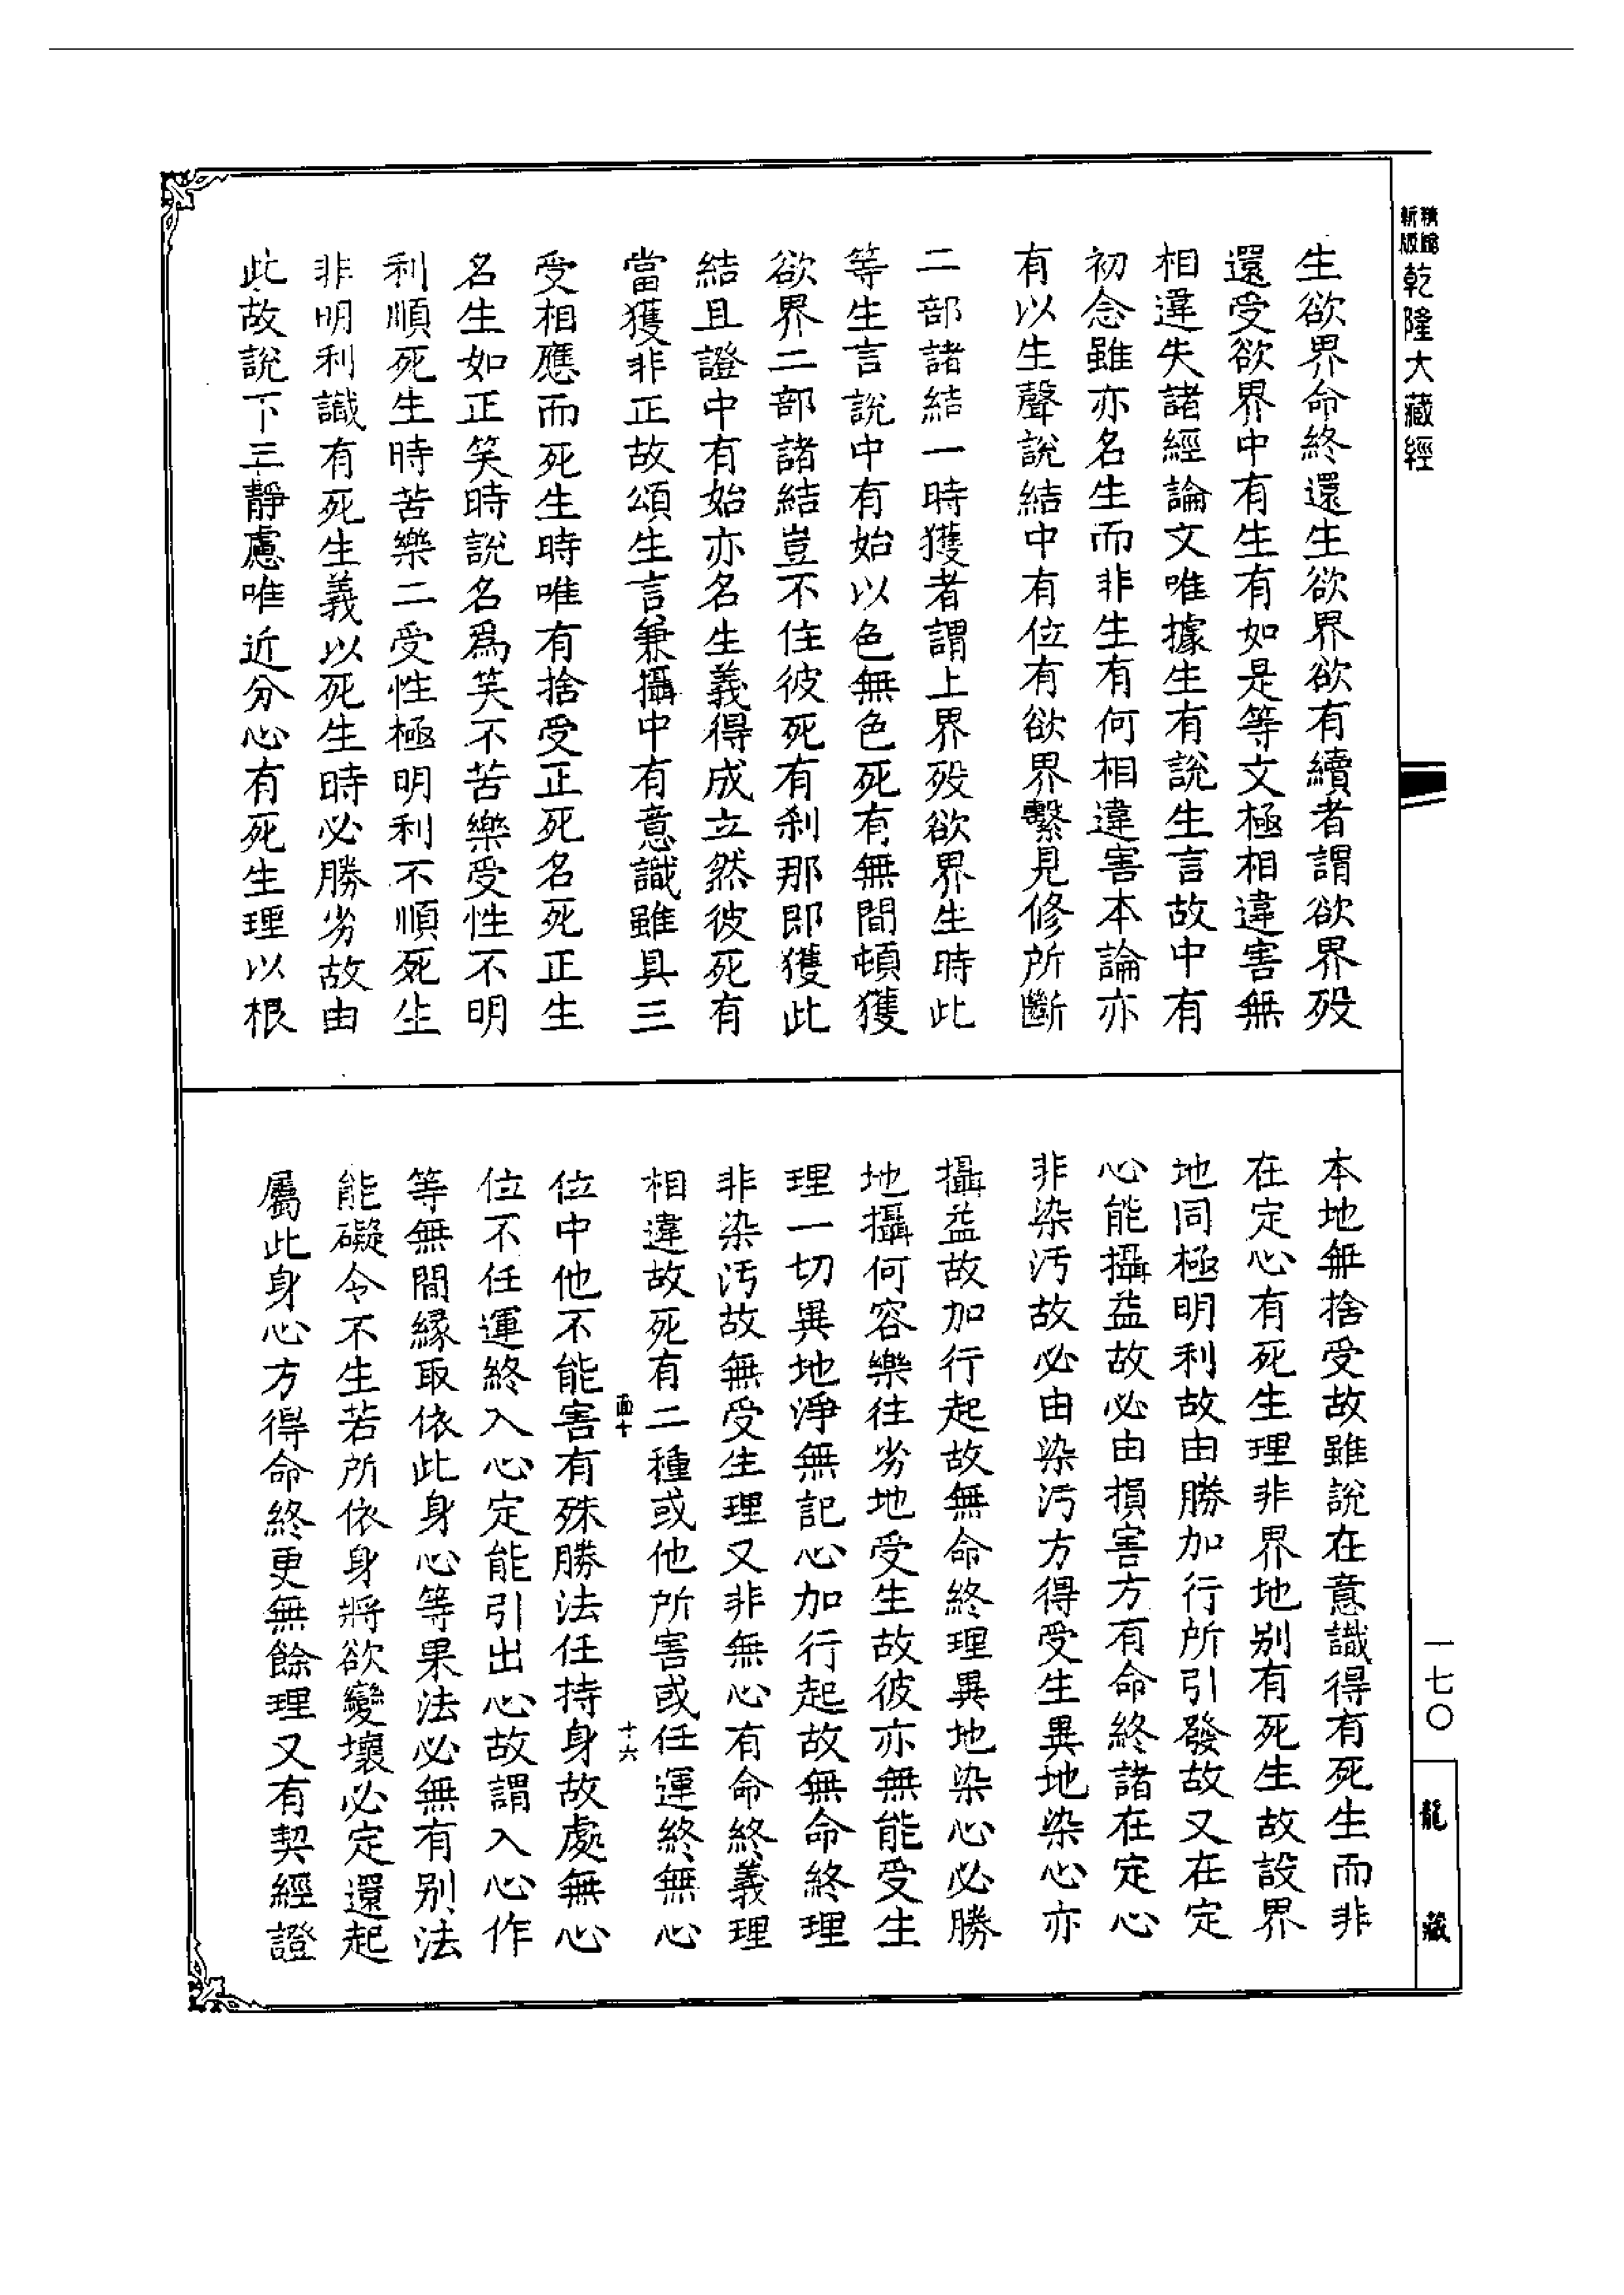 精縮新版乾隆大藏經
生欲界命終還生欲界欲有續者謂欲界歿
還受欲界中有生有如是等文極相違害無
相違失諸經論文唯據生有說生言故中有
初念雖亦名生而非生有何相違害本論亦
有以生聲說結中有位有欲界繫見修所斷
二部諸結一時獲者謂上界歿欲界生時此
等生言說中有始以色無色死有無間頓獲
欲界二部諸結豈不住彼死有剎那即獲此
結且證中有始亦名生義得成立然彼死有
當獲非正故頌生言兼攝中有意識雖具三
受相應而死生時唯有捨受正死名死正生
名生如正笑時說名爲笑不苦樂受性不明
利順死生時苦樂二受性極明利不順死生
非明利識有死生義以死生時必勝劣故由
此故說下三靜慮唯近分心有死生理以根
本地無捨受故雖說在意識得有死生而非
在定心有死生理非界地别有死生故設界
地同極明利故由勝加行所引發故又在定
心能攝益故必由損害方有命終諸在定心
非染汚故必由染汚方得受生異地染心亦
攝益故加行起故無命終理異地染心必勝
地攝何容樂往劣地受生故彼亦無能受生
理一切異地淨無記心加行起故無命終理
非染汚故無受生理又非無心有命終義理
相違故死有二種或他所害或任運終無心
面十
十六
位中他不能害有殊勝法任持身故處無心
位不任運終入心定能引出心故謂入心作
等無間緣取依此身心等果法必無有别法
能礙令不生若所依身將欲變壞必定還起
屬此身心方得命終更無餘理又有契經證
一七〇
龍藏